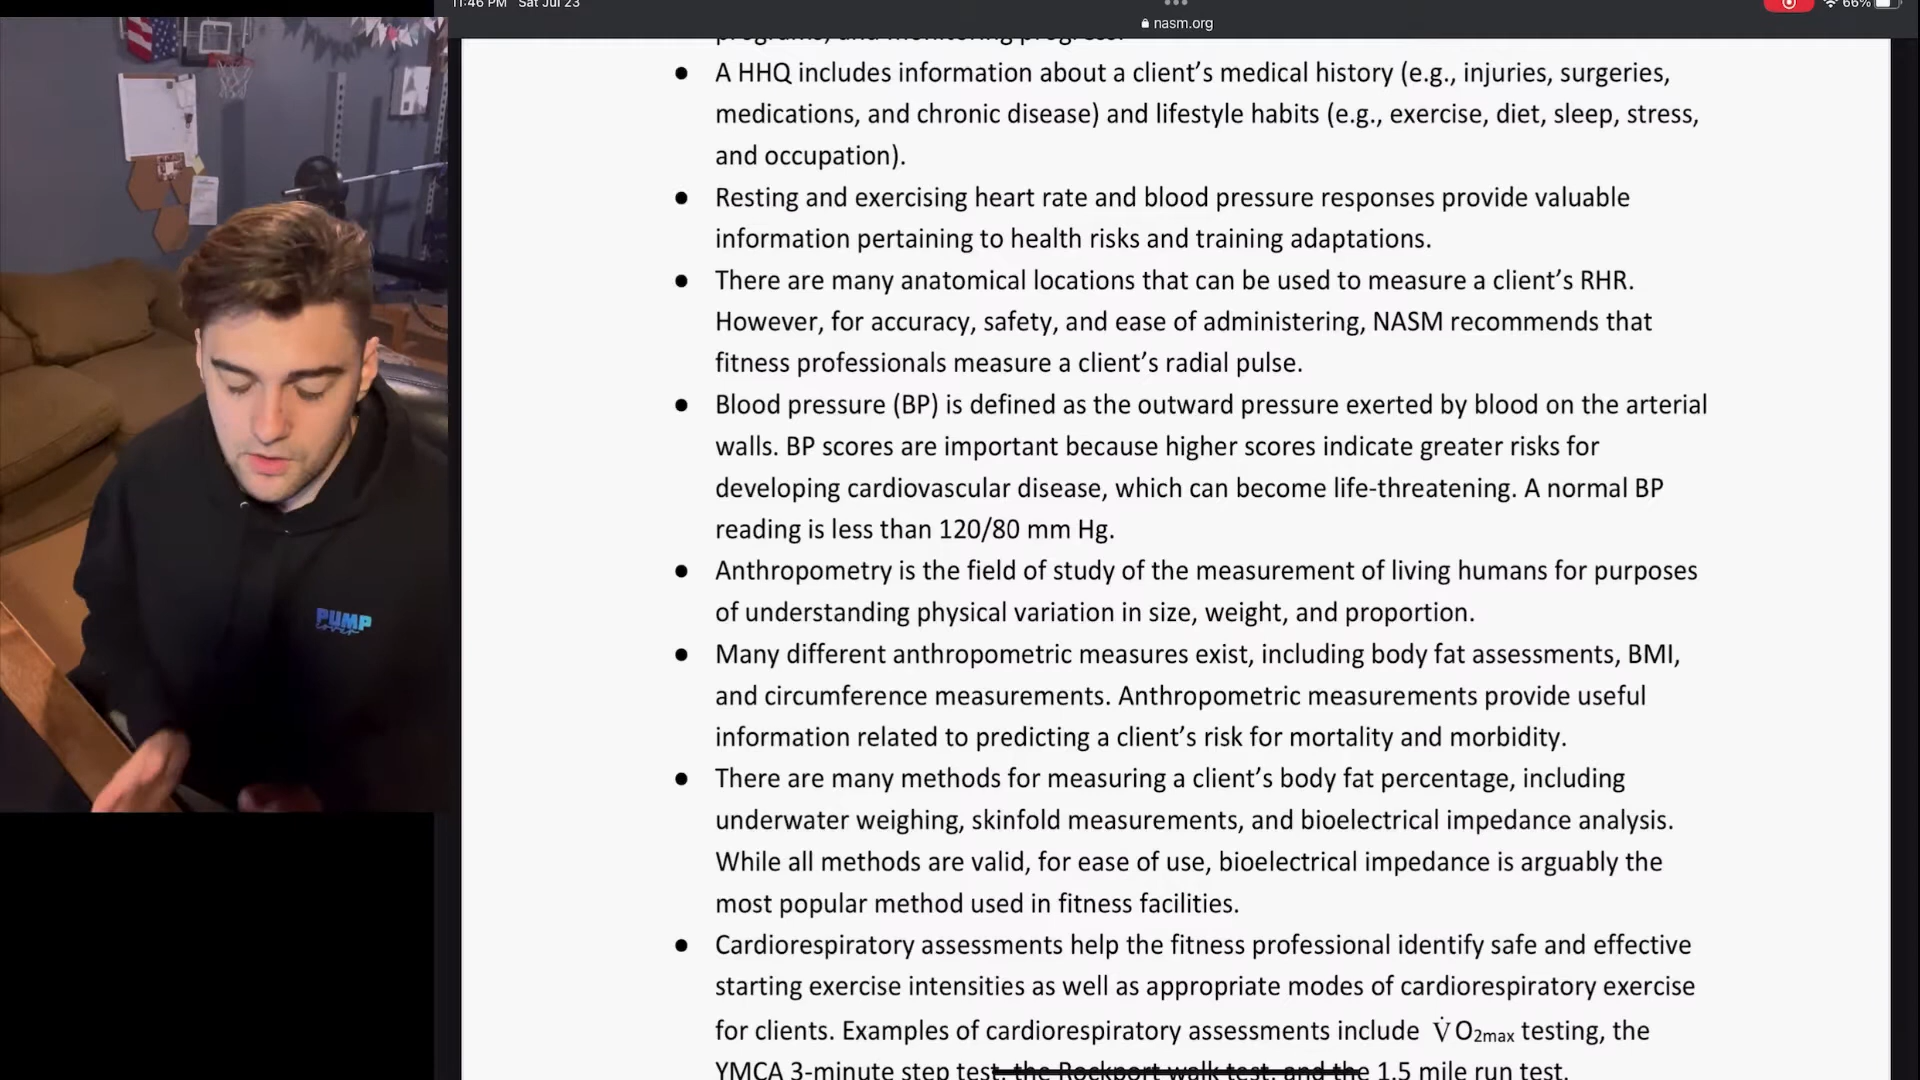 11:46 PM Sat Jul 23
66%
nasm.org
programs, and monitoring progress.
● A HHQ includes information about a client’s medical history (e.g., injuries, surgeries,
medications, and chronic disease) and lifestyle habits (e.g., exercise, diet, sleep, stress,
and occupation).
● Resting and exercising heart rate and blood pressure responses provide valuable
information pertaining to health risks and training adaptations.
● There are many anatomical locations that can be used to measure a client’s RHR.
However, for accuracy, safety, and ease of administering, NASM recommends that
fitness professionals measure a client’s radial pulse.
● Blood pressure (BP) is defined as the outward pressure exerted by blood on the arterial
walls. BP scores are important because higher scores indicate greater risks for
developing cardiovascular disease, which can become life-threatening. A normal BP
reading is less than 120/80 mm Hg.
● Anthropometry is the field of study of the measurement of living humans for purposes
of understanding physical variation in size, weight, and proportion.
● Many different anthropometric measures exist, including body fat assessments, BMI,
and circumference measurements. Anthropometric measurements provide useful
information related to predicting a client’s risk for mortality and morbidity.
● There are many methods for measuring a client’s body fat percentage, including
underwater weighing, skinfold measurements, and bioelectrical impedance analysis.
While all methods are valid, for ease of use, bioelectrical impedance is arguably the
most popular method used in fitness facilities.
● Cardiorespiratory assessments help the fitness professional identify safe and effective
starting exercise intensities as well as appropriate modes of cardiorespiratory exercise
for clients. Examples of cardiorespiratory assessments include V̇O₂max testing, the
YMCA 3-minute step test, the Rockport walk test, and the 1.5 mile run test.
PUMP
cover